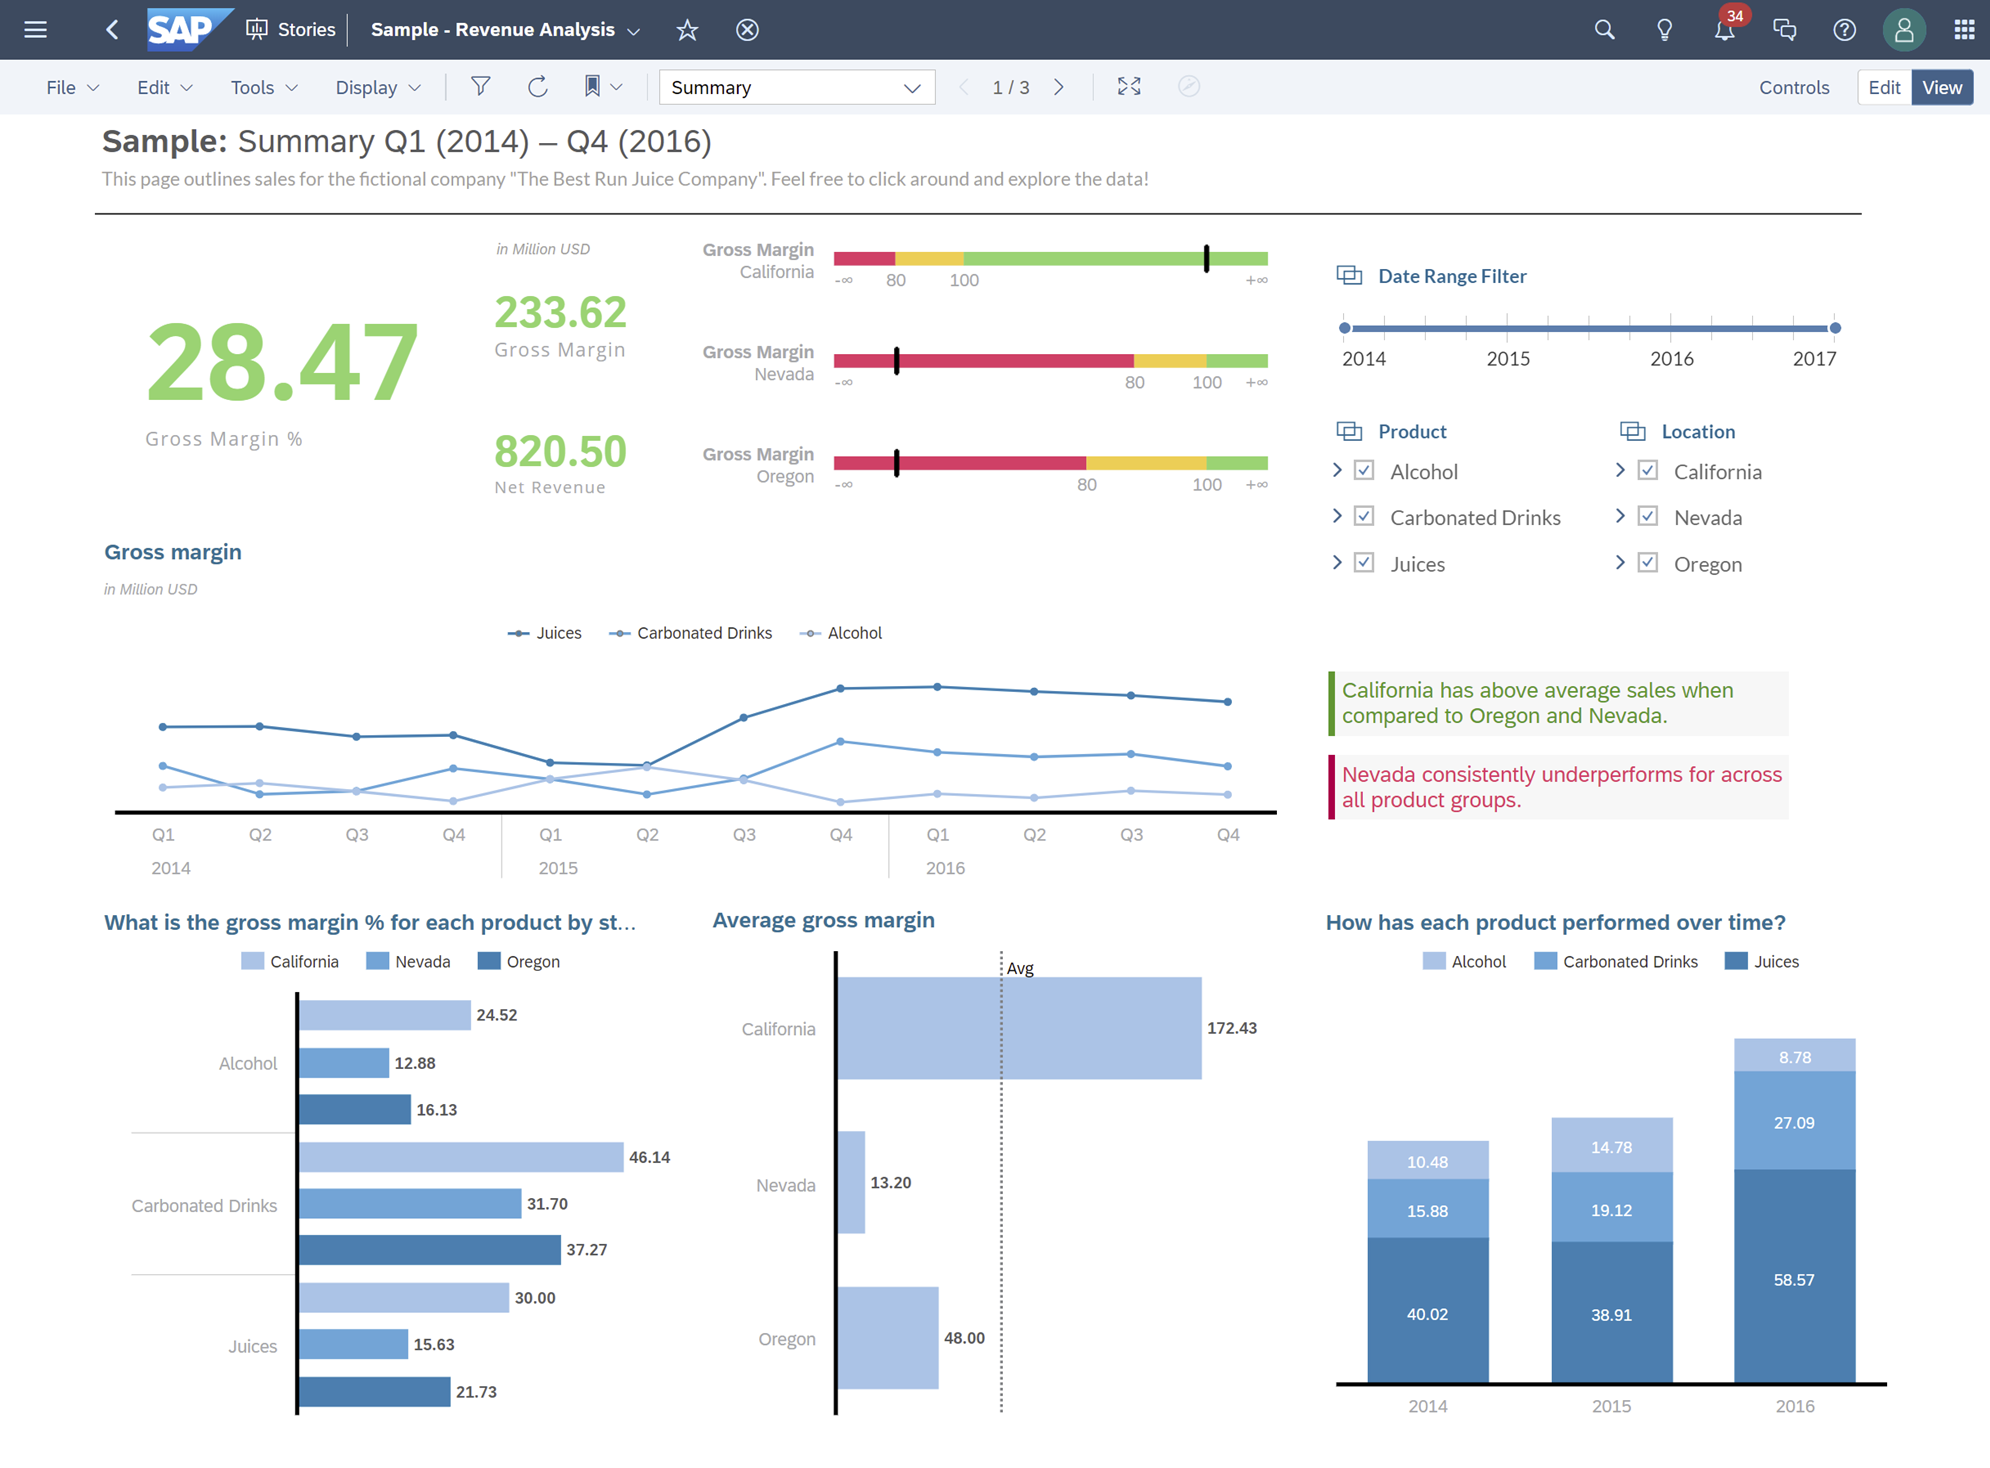 SAP Stories Sample - Revenue Analysis 34
File Edit Tools Display Summary 1 / 3 Controls Edit View
Sample: Summary Q1 (2014) – Q4 (2016)
This page outlines sales for the fictional company "The Best Run Juice Company". Feel free to click around and explore the data!
28.47
Gross Margin %
in Million USD
233.62
Gross Margin
820.50
Net Revenue
Gross Margin
California
-∞ 80 100 +∞
Gross Margin
Nevada
-∞ 80 100 +∞
Gross Margin
Oregon
-∞ 80 100 +∞
Date Range Filter
2014 2015 2016 2017
Product
Alcohol
Carbonated Drinks
Juices
Location
California
Nevada
Oregon
Gross margin
in Million USD
Juices Carbonated Drinks Alcohol
Q1 Q2 Q3 Q4 Q1 Q2 Q3 Q4 Q1 Q2 Q3 Q4
2014 2015 2016
California has above average sales when
compared to Oregon and Nevada.
Nevada consistently underperforms for across
all product groups.
What is the gross margin % for each product by st...
California Nevada Oregon
24.52
Alcohol 12.88
16.13
46.14
Carbonated Drinks 31.70
37.27
30.00
Juices 15.63
21.73
Average gross margin
Avg
California 172.43
Nevada 13.20
Oregon 48.00
How has each product performed over time?
Alcohol Carbonated Drinks Juices
10.48 14.78 8.78
15.88 19.12 27.09
40.02 38.91 58.57
2014 2015 2016